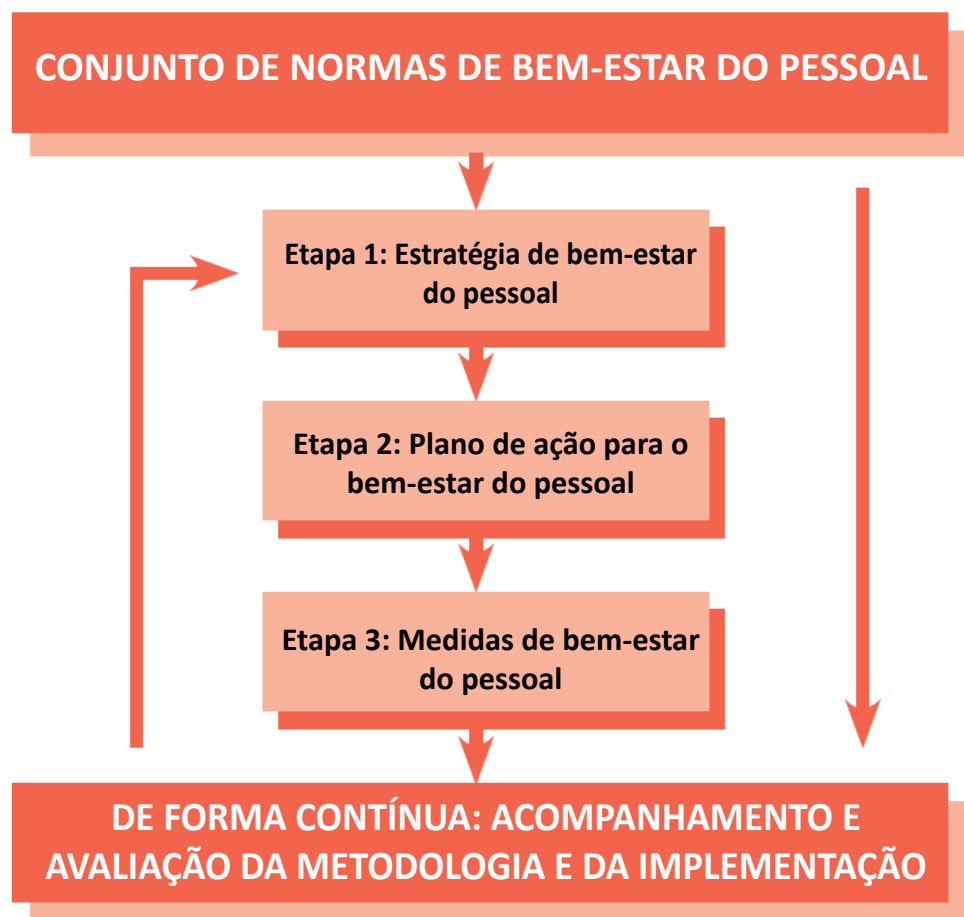 CONJUNTO DE NORMAS DE BEM-ESTAR DO PESSOAL
Etapa 1: Estratégia de bem-estar
do pessoal
Etapa 2: Plano de ação para o
bem-estar do pessoal
Etapa 3: Medidas de bem-estar
do pessoal
DE FORMA CONTÍNUA: ACOMPANHAMENTO E
AVALIAÇÃO DA METODOLOGIA E DA IMPLEMENTAÇÃO